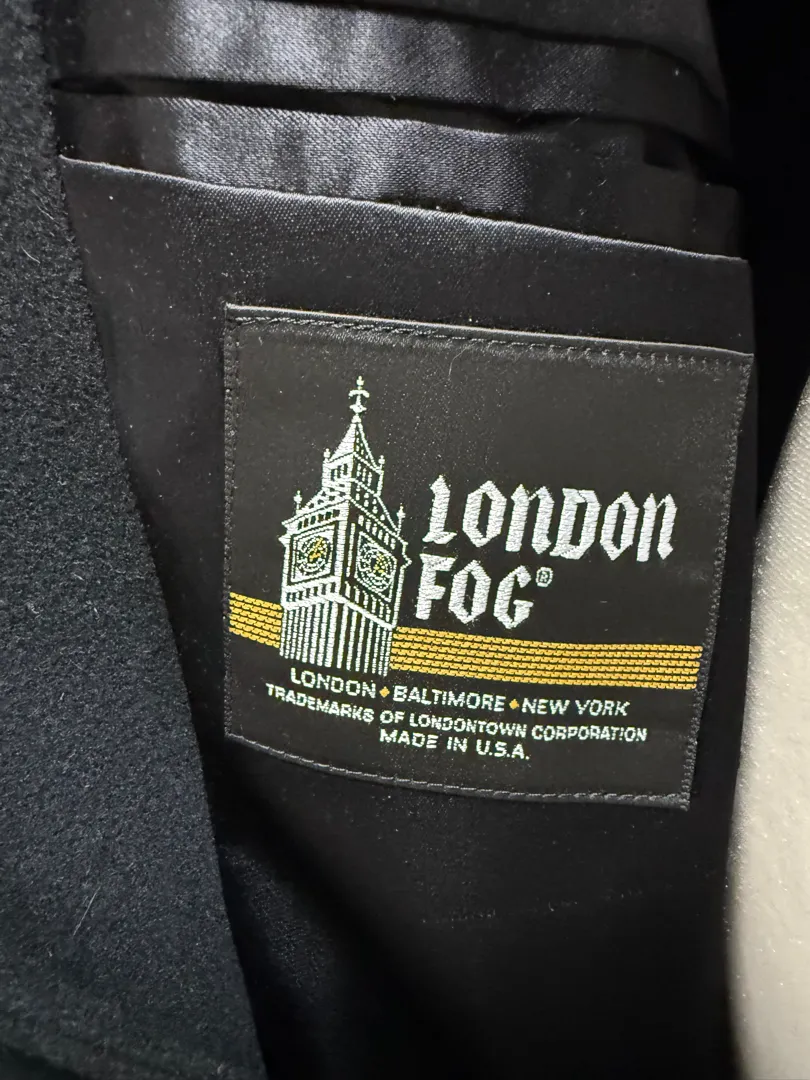 LONDON
FOG®
LONDON ♦ BALTIMORE ♦ NEW YORK
TRADEMARKS OF LONDONTOWN CORPORATION
MADE IN U.S.A.